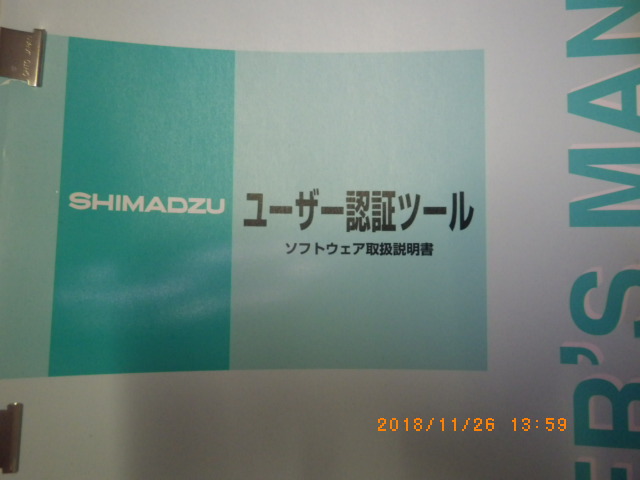 SHIMADZU
ユーザー認証ツール
ソフトウェア取扱説明書
ER'S MAN
2018/11/26 13:59